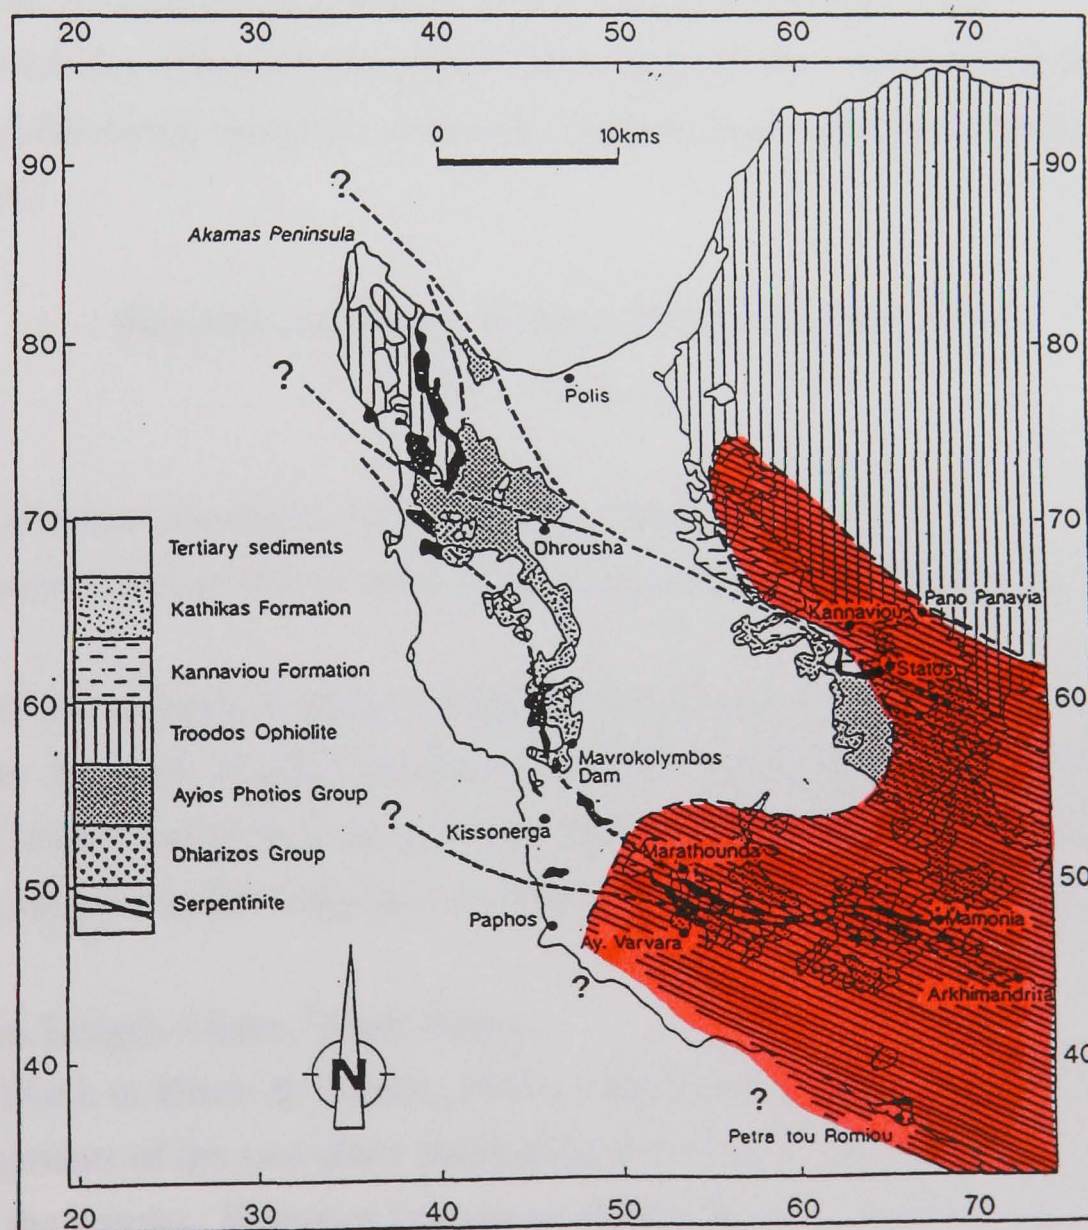 20 30 40 50 60 70
0 10kms
90 90
?
Akamas Peninsula
80 80
?
Polis
70 70
Dhrousha
Tertiary sediments
Kathikas Formation
Kannaviou Pano Panayia
Kannaviou Formation
Statos
60 60
Troodos Ophiolite
Mavrokolymbos
Dam
Ayios Photios Group
?
Kissonerga
Dhiarizos Group
Marathounda
50 50
Serpentinite
Paphos
Mamonia
Ay. Varvara
?
Arkhimandrita
N
40 40
?
Petra tou Romiou
20 30 40 50 60 70